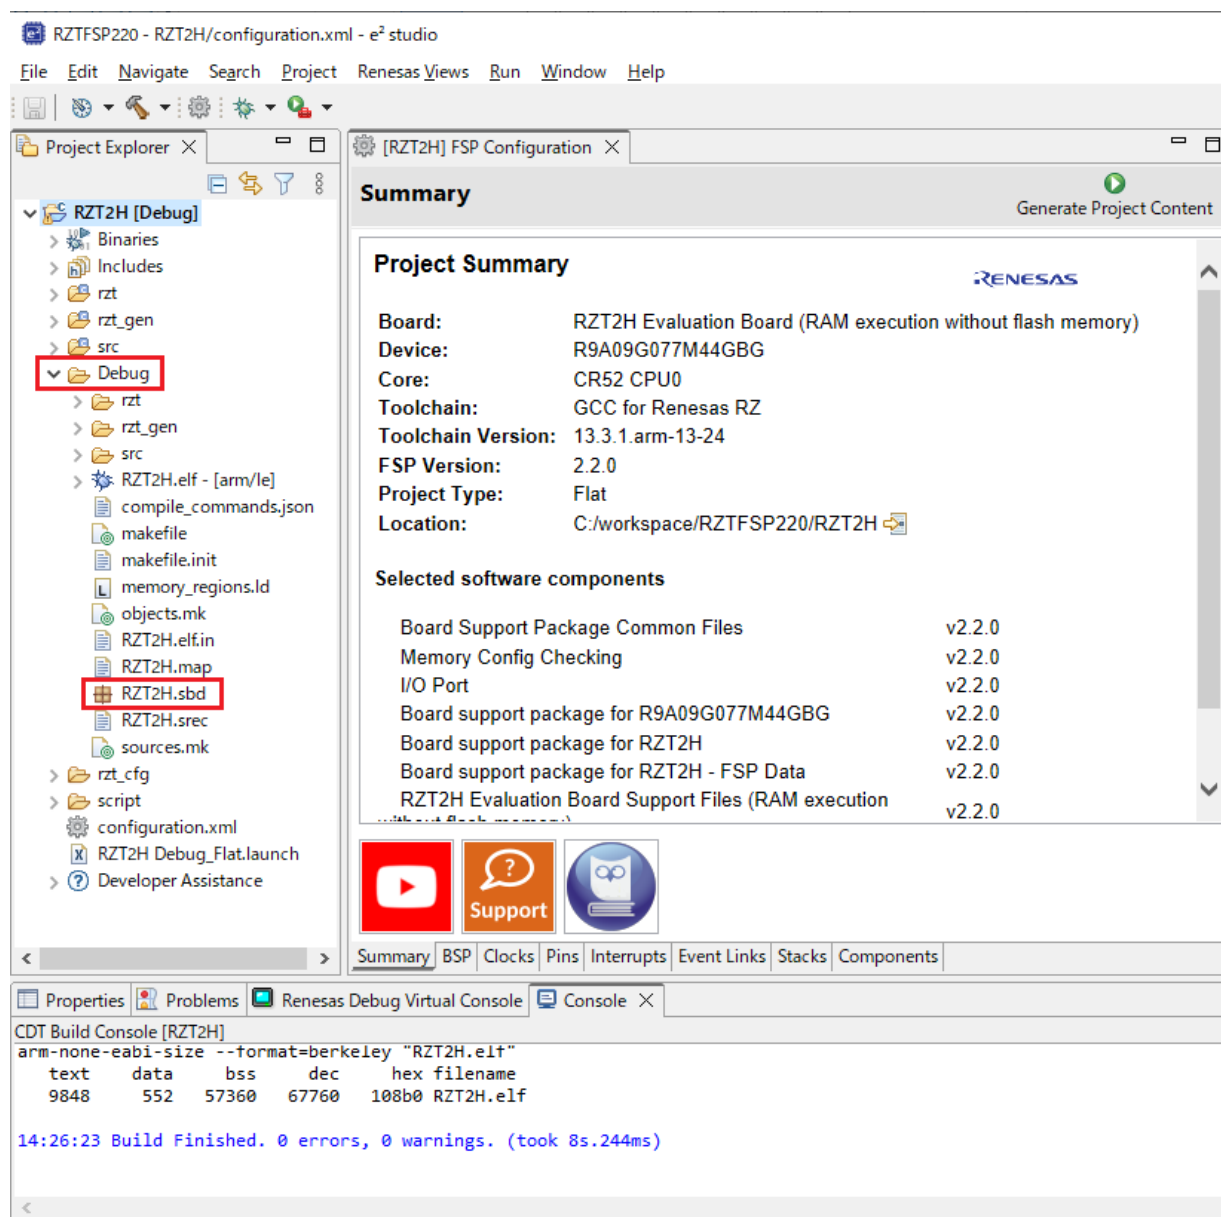 RZTFSP220 - RZT2H/configuration.xml - e² studio
File Edit Navigate Search Project Renesas Views Run Window Help
Project Explorer
RZT2H [Debug]
Binaries
Includes
rzt
rzt_gen
src
Debug
rzt
rzt_gen
src
RZT2H.elf - [arm/le]
compile_commands.json
makefile
makefile.init
memory_regions.ld
objects.mk
RZT2H.elf.in
RZT2H.map
RZT2H.sbd
RZT2H.srec
sources.mk
rzt_cfg
script
configuration.xml
RZT2H Debug_Flat.launch
Developer Assistance
[RZT2H] FSP Configuration
Summary
Generate Project Content
Project Summary
RENESAS
Board: RZT2H Evaluation Board (RAM execution without flash memory)
Device: R9A09G077M44GBG
Core: CR52 CPU0
Toolchain: GCC for Renesas RZ
Toolchain Version: 13.3.1.arm-13-24
FSP Version: 2.2.0
Project Type: Flat
Location: C:/workspace/RZTFSP220/RZT2H
Selected software components
Board Support Package Common Files v2.2.0
Memory Config Checking v2.2.0
I/O Port v2.2.0
Board support package for R9A09G077M44GBG v2.2.0
Board support package for RZT2H v2.2.0
Board support package for RZT2H - FSP Data v2.2.0
RZT2H Evaluation Board Support Files (RAM execution v2.2.0
without flash memory)
Support
Summary BSP Clocks Pins Interrupts Event Links Stacks Components
Properties Problems Renesas Debug Virtual Console Console
CDT Build Console [RZT2H]
arm-none-eabi-size --format=berkeley "RZT2H.elf"
text data bss dec hex filename
9848 552 57360 67760 108b0 RZT2H.elf
14:26:23 Build Finished. 0 errors, 0 warnings. (took 8s.244ms)